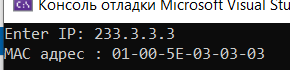 Консоль отладки Microsoft Visual Stu
Enter IP: 233.3.3.3
MAC адрес : 01-00-5E-03-03-03